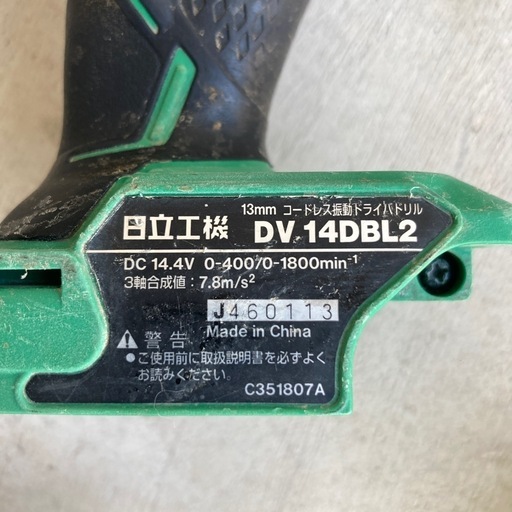 13mm コードレス振動ドライバドリル
日立工機 DV 14DBL2
DC 14.4V 0-400/0-1800min⁻¹
3軸合成値：7.8m/s²
J460113
Made in China
⚠ 警告
●ご使用前に取扱説明書を必ずよく
お読みください。
C351807A